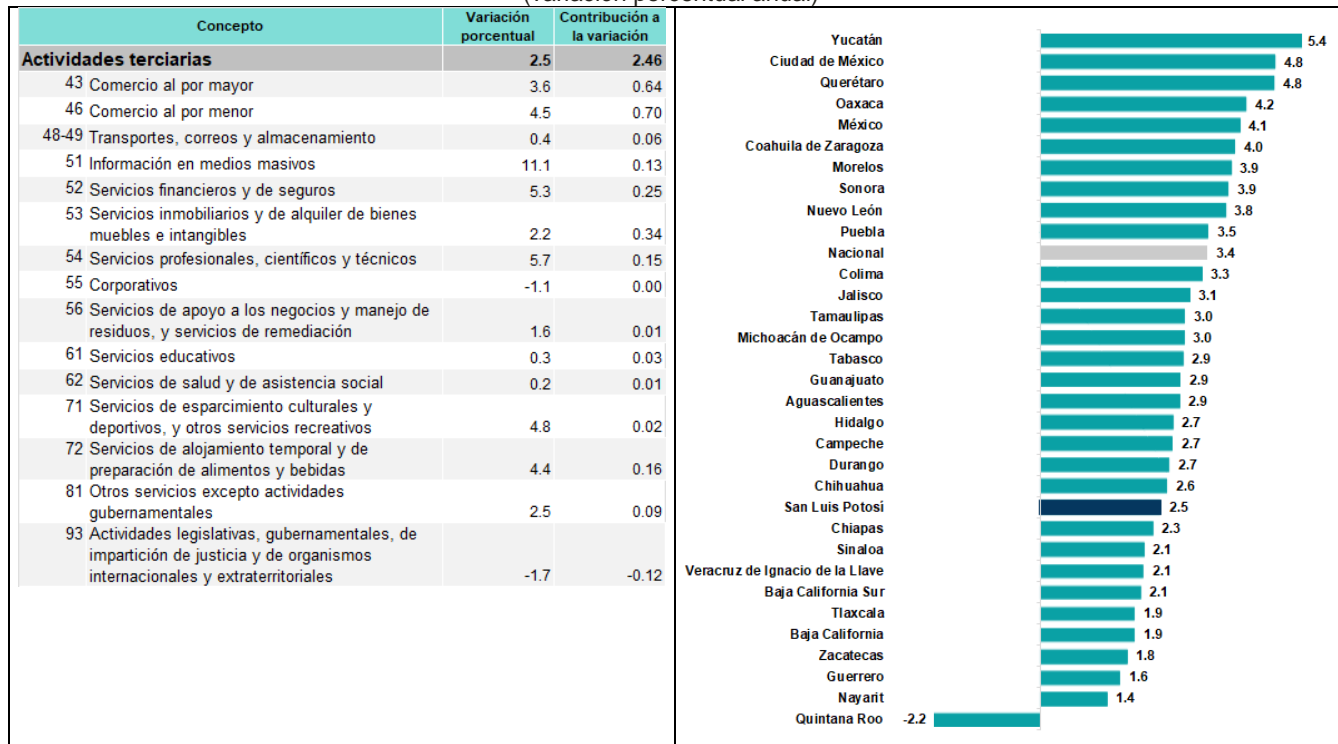 (Variación porcentual anual)
Concepto Variación porcentual Contribución a la variación
Actividades terciarias 2.5 2.46
43 Comercio al por mayor 3.6 0.64
46 Comercio al por menor 4.5 0.70
48-49 Transportes, correos y almacenamiento 0.4 0.06
51 Información en medios masivos 11.1 0.13
52 Servicios financieros y de seguros 5.3 0.25
53 Servicios inmobiliarios y de alquiler de bienes
muebles e intangibles 2.2 0.34
54 Servicios profesionales, científicos y técnicos 5.7 0.15
55 Corporativos -1.1 0.00
56 Servicios de apoyo a los negocios y manejo de
residuos, y servicios de remediación 1.6 0.01
61 Servicios educativos 0.3 0.03
62 Servicios de salud y de asistencia social 0.2 0.01
71 Servicios de esparcimiento culturales y
deportivos, y otros servicios recreativos 4.8 0.02
72 Servicios de alojamiento temporal y de
preparación de alimentos y bebidas 4.4 0.16
81 Otros servicios excepto actividades
gubernamentales 2.5 0.09
93 Actividades legislativas, gubernamentales, de
impartición de justicia y de organismos
internacionales y extraterritoriales -1.7 -0.12
Yucatán 5.4
Ciudad de México 4.8
Querétaro 4.8
Oaxaca 4.2
México 4.1
Coahuila de Zaragoza 4.0
Morelos 3.9
Sonora 3.9
Nuevo León 3.8
Puebla 3.5
Nacional 3.4
Colima 3.3
Jalisco 3.1
Tamaulipas 3.0
Michoacán de Ocampo 3.0
Tabasco 2.9
Guanajuato 2.9
Aguascalientes 2.9
Hidalgo 2.7
Campeche 2.7
Durango 2.7
Chihuahua 2.6
San Luis Potosí 2.5
Chiapas 2.3
Sinaloa 2.1
Veracruz de Ignacio de la Llave 2.1
Baja California Sur 2.1
Tlaxcala 1.9
Baja California 1.9
Zacatecas 1.8
Guerrero 1.6
Nayarit 1.4
Quintana Roo -2.2